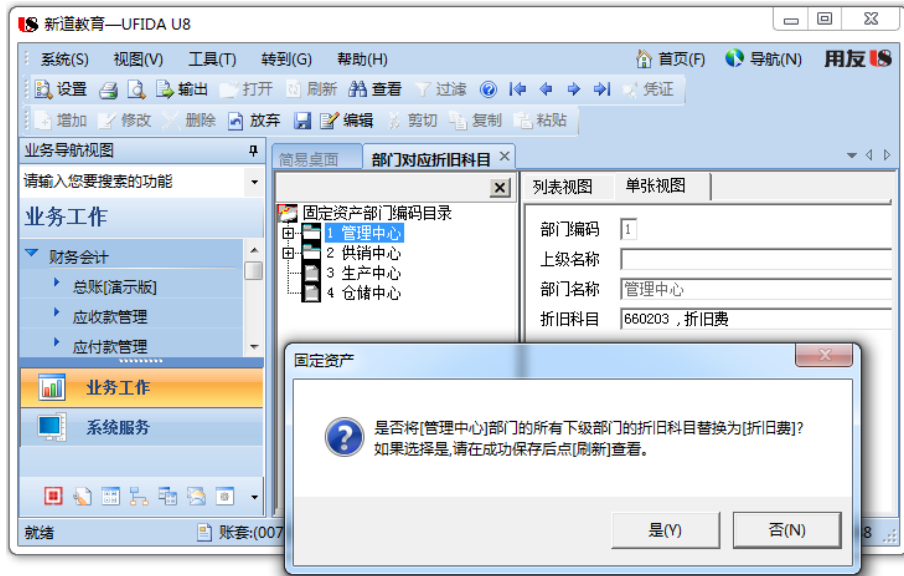 新道教育—UFIDA U8
系统(S) 视图(V) 工具(T) 转到(G) 帮助(H) 首页(F) 导航(N) 用友
设置 输出 打开 刷新 查看 过滤 凭证
增加 修改 删除 放弃 编辑 剪切 复制 粘贴
业务导航视图
简易桌面 部门对应折旧科目
请输入您要搜索的功能
列表视图 单张视图
业务工作
固定资产部门编码目录
1 管理中心
2 供销中心
3 生产中心
4 仓储中心
部门编码 1
上级名称
部门名称 管理中心
折旧科目 660203 ,折旧费
财务会计
总账[演示版]
应收款管理
应付款管理
业务工作
系统服务
固定资产
是否将[管理中心]部门的所有下级部门的折旧科目替换为[折旧费]?
如果选择是,请在成功保存后点[刷新]查看。
是(Y) 否(N)
就绪 账套:(007 8